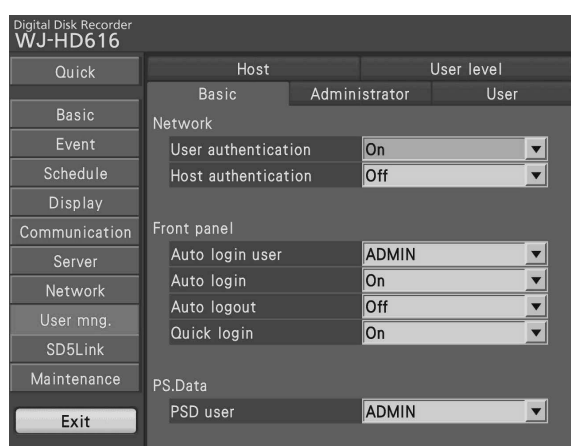 Digital Disk Recorder
WJ-HD616
Quick
Basic
Event
Schedule
Display
Communication
Server
Network
User mng.
SD5Link
Maintenance
Exit
Host User level
Basic Administrator User
Network
User authentication On
Host authentication Off
Front panel
Auto login user ADMIN
Auto login On
Auto logout Off
Quick login On
PS.Data
PSD user ADMIN